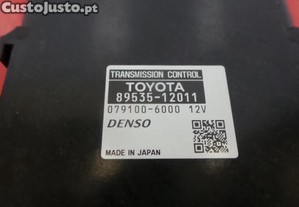 CustoJusto.pt
TRANSMISSION CONTROL
TOYOTA
89535-12011
079100-6000 12V
DENSO
MADE IN JAPAN